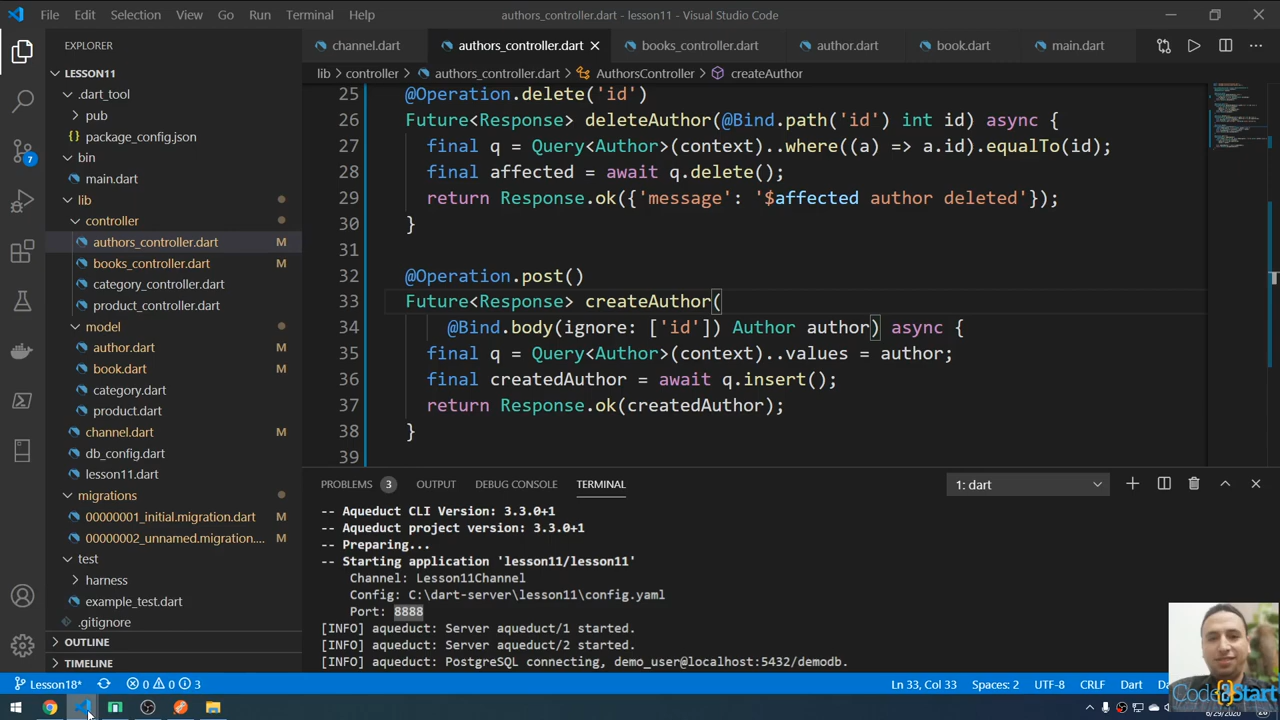 File Edit Selection View Go Run Terminal Help
authors_controller.dart - lesson11 - Visual Studio Code
EXPLORER
LESSON11
.dart_tool
pub
{} package_config.json
bin
main.dart
lib
controller
authors_controller.dart M
books_controller.dart M
category_controller.dart
product_controller.dart
model
author.dart
book.dart
category.dart
product.dart
channel.dart M
db_config.dart
lesson11.dart
migrations
00000001_initial.migration.dart M
00000002_unnamed.migration.... M
test
harness
example_test.dart
.gitignore
OUTLINE
TIMELINE
7
channel.dart authors_controller.dart books_controller.dart author.dart book.dart main.dart
lib > controller > authors_controller.dart > AuthorsController > createAuthor
25 @Operation.delete('id')
26 Future<Response> deleteAuthor(@Bind.path('id') int id) async {
27 final q = Query<Author>(context)..where((a) => a.id).equalTo(id);
28 final affected = await q.delete();
29 return Response.ok({'message': '$affected author deleted'});
30 }
31
32 @Operation.post()
33 Future<Response> createAuthor(
34 @Bind.body(ignore: ['id']) Author author) async {
35 final q = Query<Author>(context)..values = author;
36 final createdAuthor = await q.insert();
37 return Response.ok(createdAuthor);
38 }
39
PROBLEMS 3 OUTPUT DEBUG CONSOLE TERMINAL 1: dart
-- Aqueduct CLI Version: 3.3.0+1
-- Aqueduct project version: 3.3.0+1
-- Preparing...
-- Starting application 'lesson11/lesson11'
Channel: Lesson11Channel
Config: C:\dart-server\lesson11\config.yaml
Port: 8888
[INFO] aqueduct: Server aqueduct/1 started.
[INFO] aqueduct: Server aqueduct/2 started.
[INFO] aqueduct: PostgreSQL connecting, demo_user@localhost:5432/demodb.
Lesson18* 0 0 3 Ln 33, Col 33 Spaces: 2 UTF-8 CRLF Dart
Code Start
6/29/2020